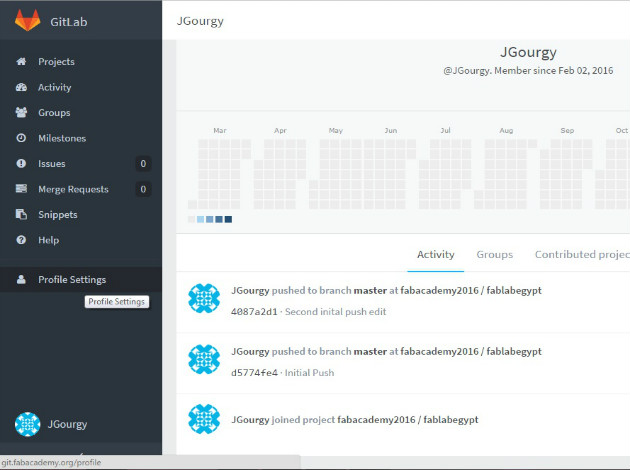 GitLab
JGourgy
Projects
Activity
Groups
Milestones
Issues 0
Merge Requests 0
Snippets
Help
Profile Settings
Profile Settings
JGourgy
git.fabacademy.org/profile
JGourgy
@JGourgy. Member since Feb 02, 2016
Mar Apr May Jun Jul Aug Sep Oct
Activity Groups Contributed projec
JGourgy pushed to branch master at fabacademy2016 / fablabegypt
4087a2d1 · Second inital push edit
JGourgy pushed to branch master at fabacademy2016 / fablabegypt
d5774fe4 · Initial Push
JGourgy joined project fabacademy2016 / fablabegypt